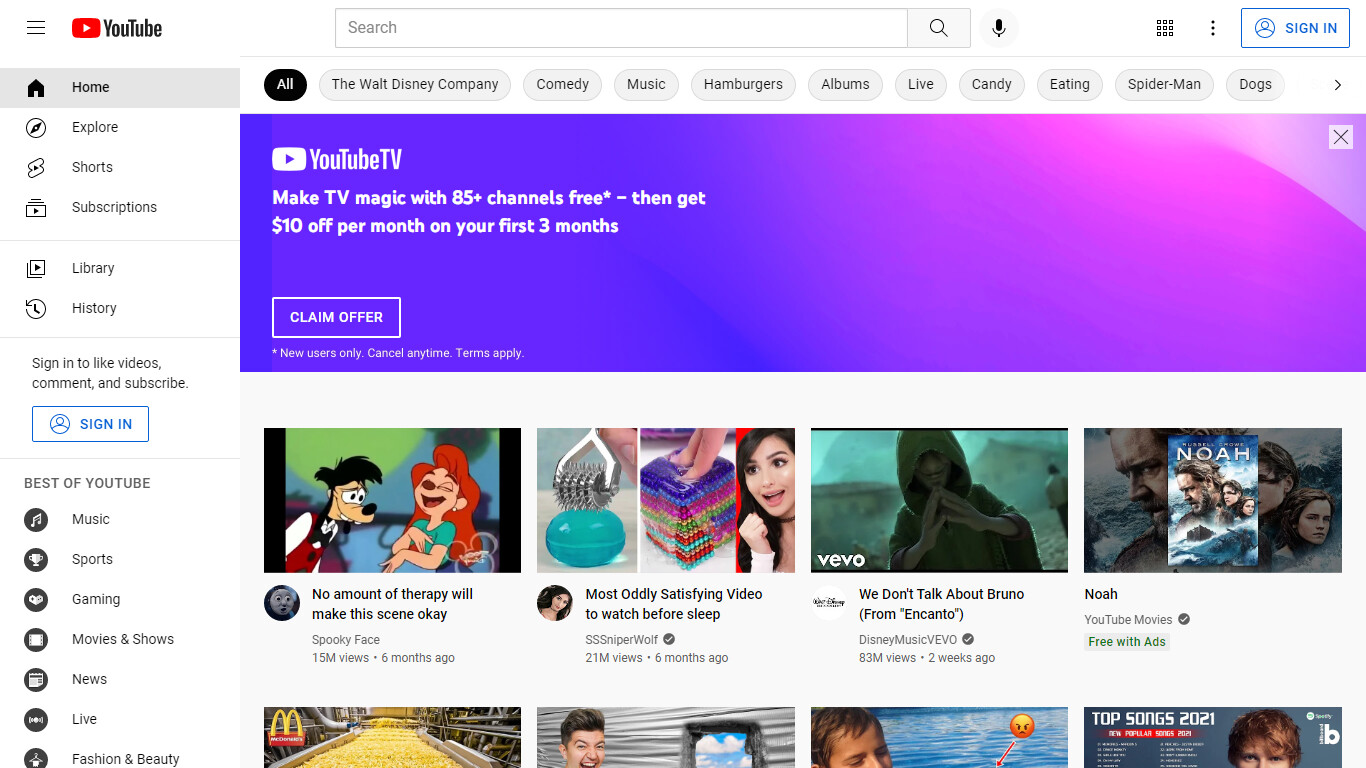 YouTube
Search
SIGN IN
Home
Explore
Shorts
Subscriptions
Library
History
Sign in to like videos,
comment, and subscribe.
SIGN IN
BEST OF YOUTUBE
Music
Sports
Gaming
Movies & Shows
News
Live
Fashion & Beauty
All
The Walt Disney Company
Comedy
Music
Hamburgers
Albums
Live
Candy
Eating
Spider-Man
Dogs
YouTubeTV
Make TV magic with 85+ channels free* – then get
$10 off per month on your first 3 months
CLAIM OFFER
* New users only. Cancel anytime. Terms apply.
No amount of therapy will
make this scene okay
Spooky Face
15M views • 6 months ago
Most Oddly Satisfying Video
to watch before sleep
SSSniperWolf
21M views • 6 months ago
vevo
We Don't Talk About Bruno
(From "Encanto")
DisneyMusicVEVO
83M views • 2 weeks ago
RUSSELL CROWE
NOAH
Noah
YouTube Movies
Free with Ads
McDonald's
TOP SONGS 2021
NEW POPULAR SONGS 2021
Spotify
billboard